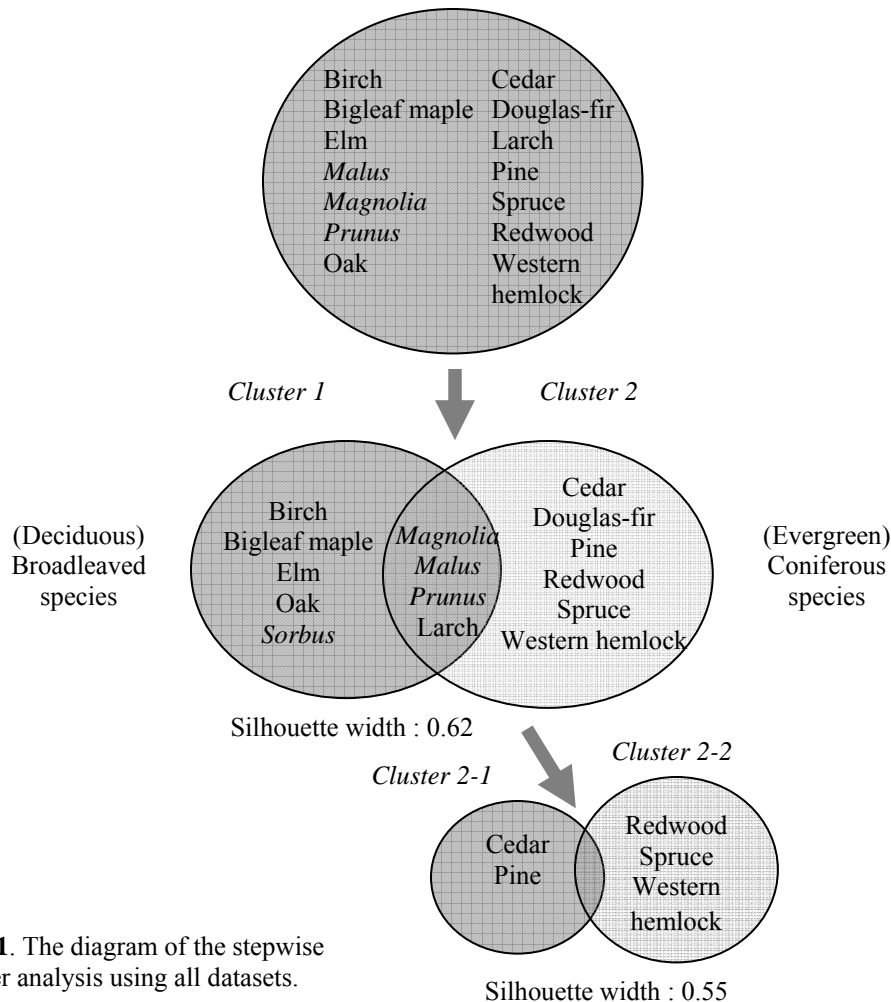 Birch
Bigleaf maple
Elm
Malus
Magnolia
Prunus
Oak
Cedar
Douglas-fir
Larch
Pine
Spruce
Redwood
Western
hemlock
Cluster 1
Cluster 2
(Deciduous)
Broadleaved
species
Birch
Bigleaf maple
Elm
Oak
Sorbus
Magnolia
Malus
Prunus
Larch
Cedar
Douglas-fir
Pine
Redwood
Spruce
Western hemlock
(Evergreen)
Coniferous
species
Silhouette width : 0.62
Cluster 2-1
Cluster 2-2
Cedar
Pine
Redwood
Spruce
Western
hemlock
1. The diagram of the stepwise
er analysis using all datasets.
Silhouette width : 0.55